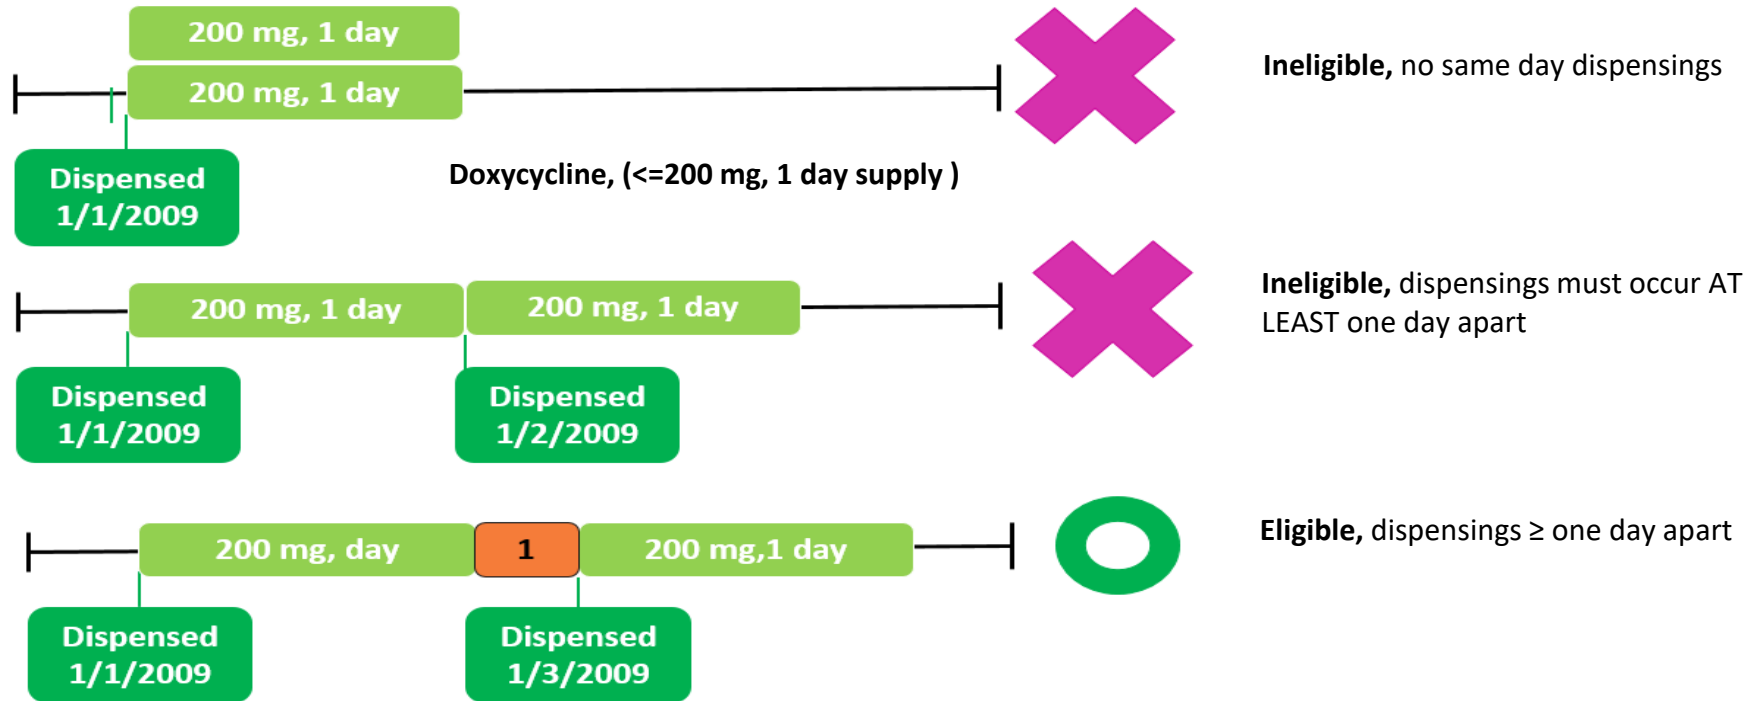 200 mg, 1 day
200 mg, 1 day
Ineligible, no same day dispensings
Dispensed
1/1/2009
Doxycycline, (<=200 mg, 1 day supply )
200 mg, 1 day
200 mg, 1 day
Ineligible, dispensings must occur AT
LEAST one day apart
Dispensed
1/1/2009
Dispensed
1/2/2009
200 mg, day
1
200 mg,1 day
Eligible, dispensings ≥ one day apart
Dispensed
1/1/2009
Dispensed
1/3/2009